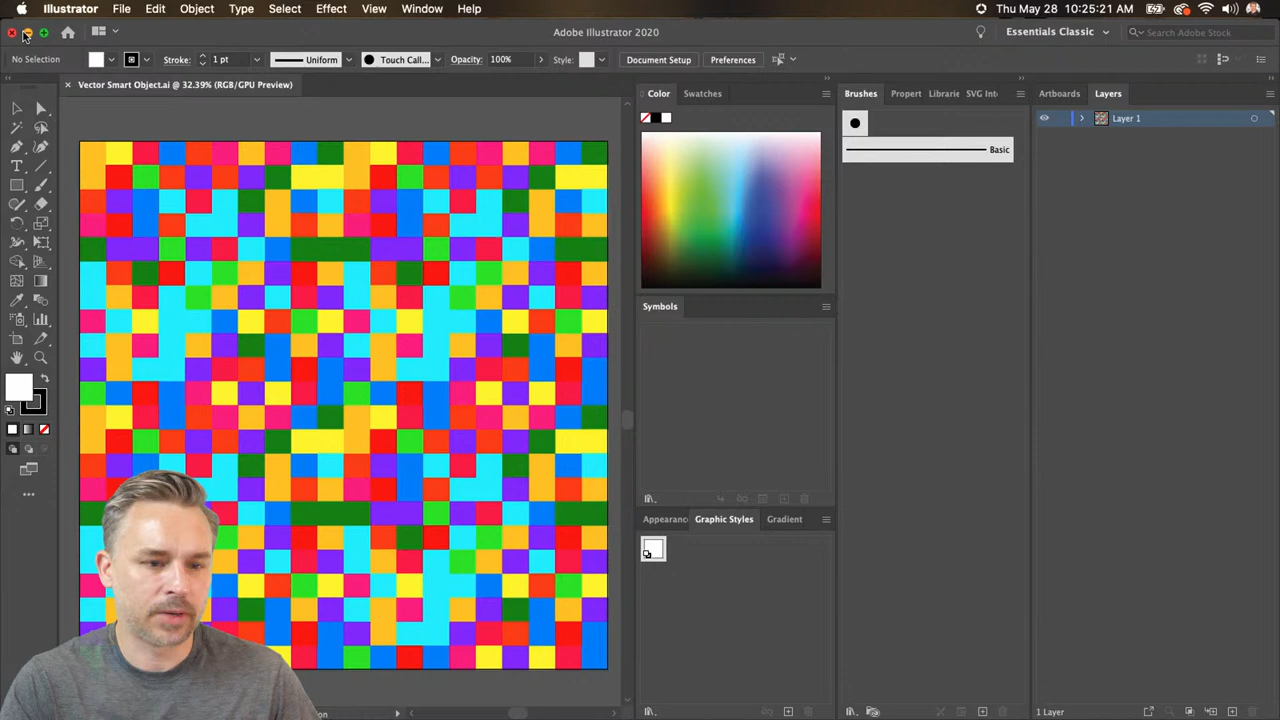 Illustrator File Edit Object Type Select Effect View Window Help Thu May 28 10:25:21 AM
Adobe Illustrator 2020 Essentials Classic Search Adobe Stock
No Selection Stroke: 1 pt Uniform Touch Call... Opacity: 100% Style: Document Setup Preferences
× Vector Smart Object.ai @ 32.39% (RGB/GPU Preview)
Color Swatches Brushes Propert Librarie SVG Int Artboards Layers
Layer 1
Basic
Symbols
Appearance Graphic Styles Gradient
1 Layer